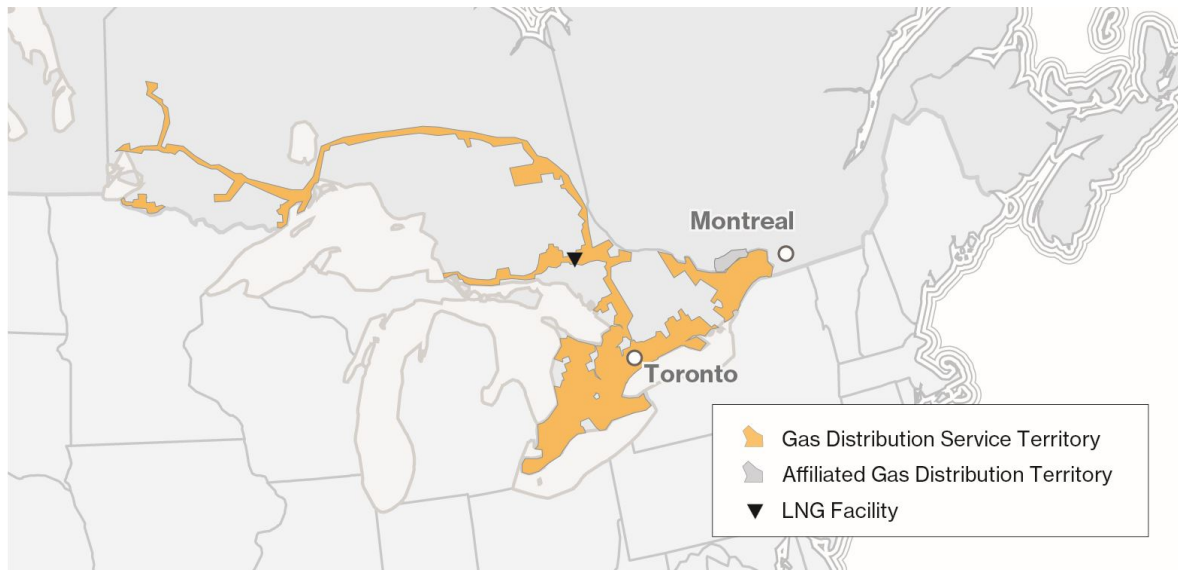 Montreal
Toronto
Gas Distribution Service Territory
Affiliated Gas Distribution Territory
LNG Facility